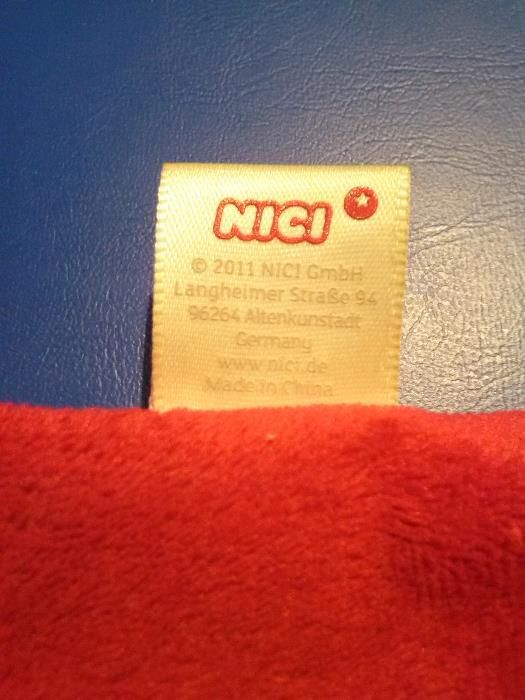 NICI
© 2011 NICI GmbH
Langheimer Straße 94
96264 Altenkunstadt
Germany
www.nici.de
Made in China